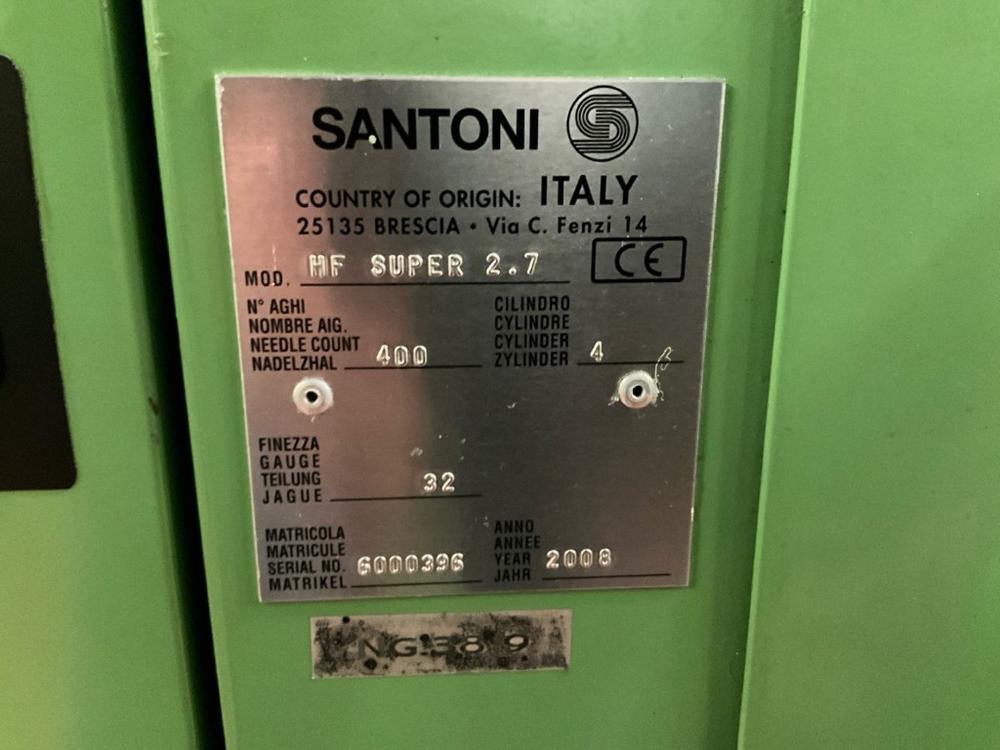 SANTONI
COUNTRY OF ORIGIN: ITALY
25135 BRESCIA • Via C. Fenzi 14
MOD. HF SUPER 2.7 CE
N° AGHI
NOMBRE AIG.
NEEDLE COUNT
NADELZHAL 400
CILINDRO
CYLINDRE
CYLINDER
ZYLINDER 4
FINEZZA
GAUGE
TEILUNG
JAGUE 32
MATRICOLA
MATRICULE
SERIAL NO. 6000396
MATRIKEL
ANNO
ANNEE
YEAR 2008
JAHR